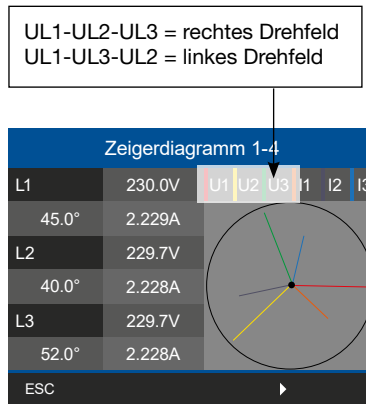 UL1-UL2-UL3 = rechtes Drehfeld
UL1-UL3-UL2 = linkes Drehfeld
Zeigerdiagramm 1-4
L1 230.0V U1 U2 U3 I1 I2 I3
45.0° 2.229A
L2 229.7V
40.0° 2.228A
L3 229.7V
52.0° 2.228A
ESC